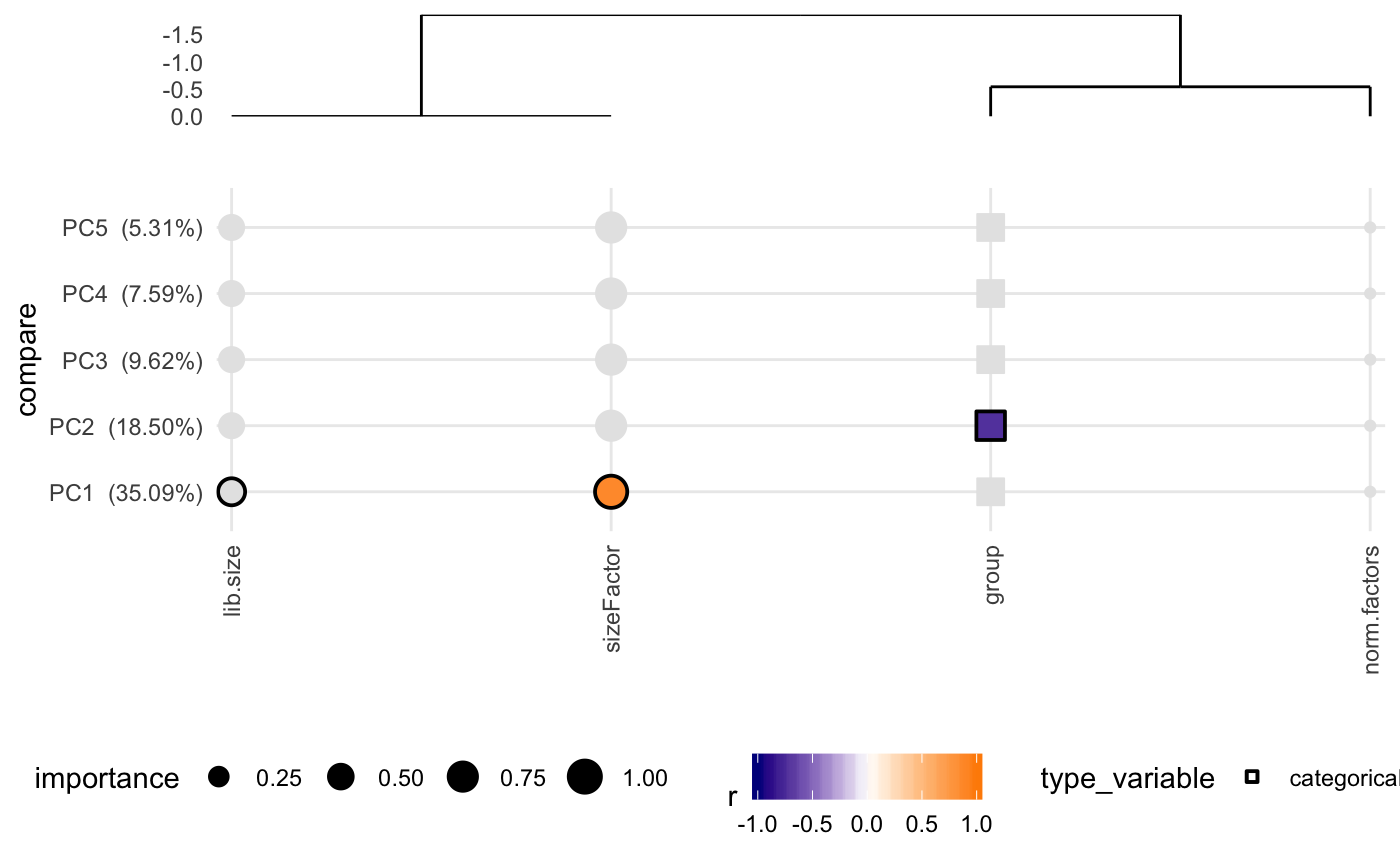 -1.5
-1.0
-0.5
0.0
compare
PC5 (5.31%)
PC4 (7.59%)
PC3 (9.62%)
PC2 (18.50%)
PC1 (35.09%)
lib.size
sizeFactor
group
norm.factors
importance 0.25 0.50 0.75 1.00
r
-1.0 -0.5 0.0 0.5 1.0
type_variable categorical